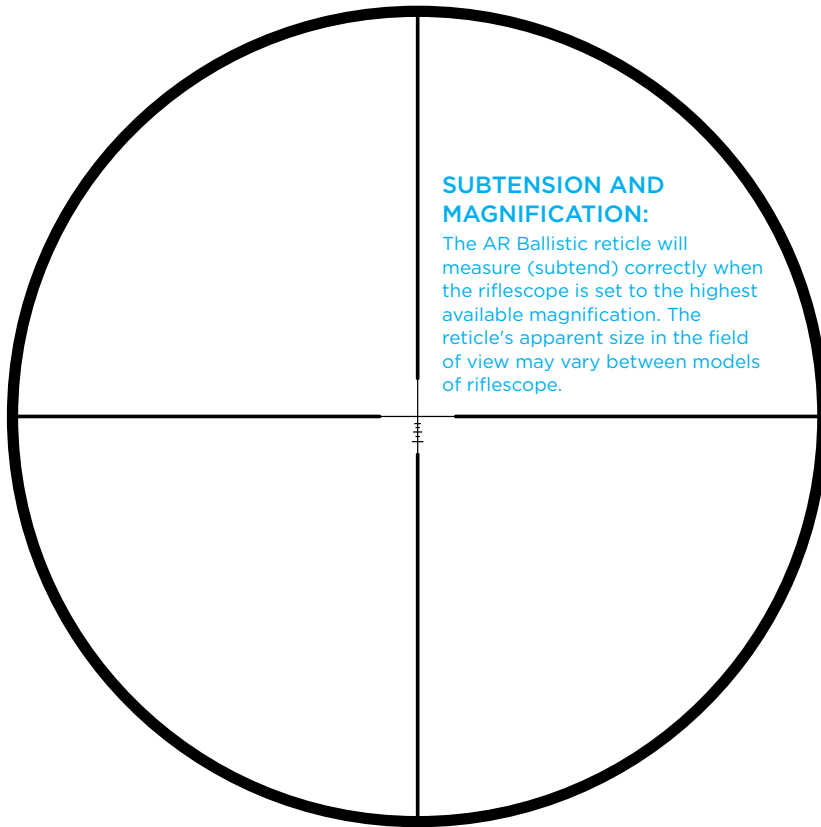 SUBTENSION AND
MAGNIFICATION:
The AR Ballistic reticle will
measure (subtend) correctly when
the riflescope is set to the highest
available magnification. The
reticle's apparent size in the field
of view may vary between models
of riflescope.